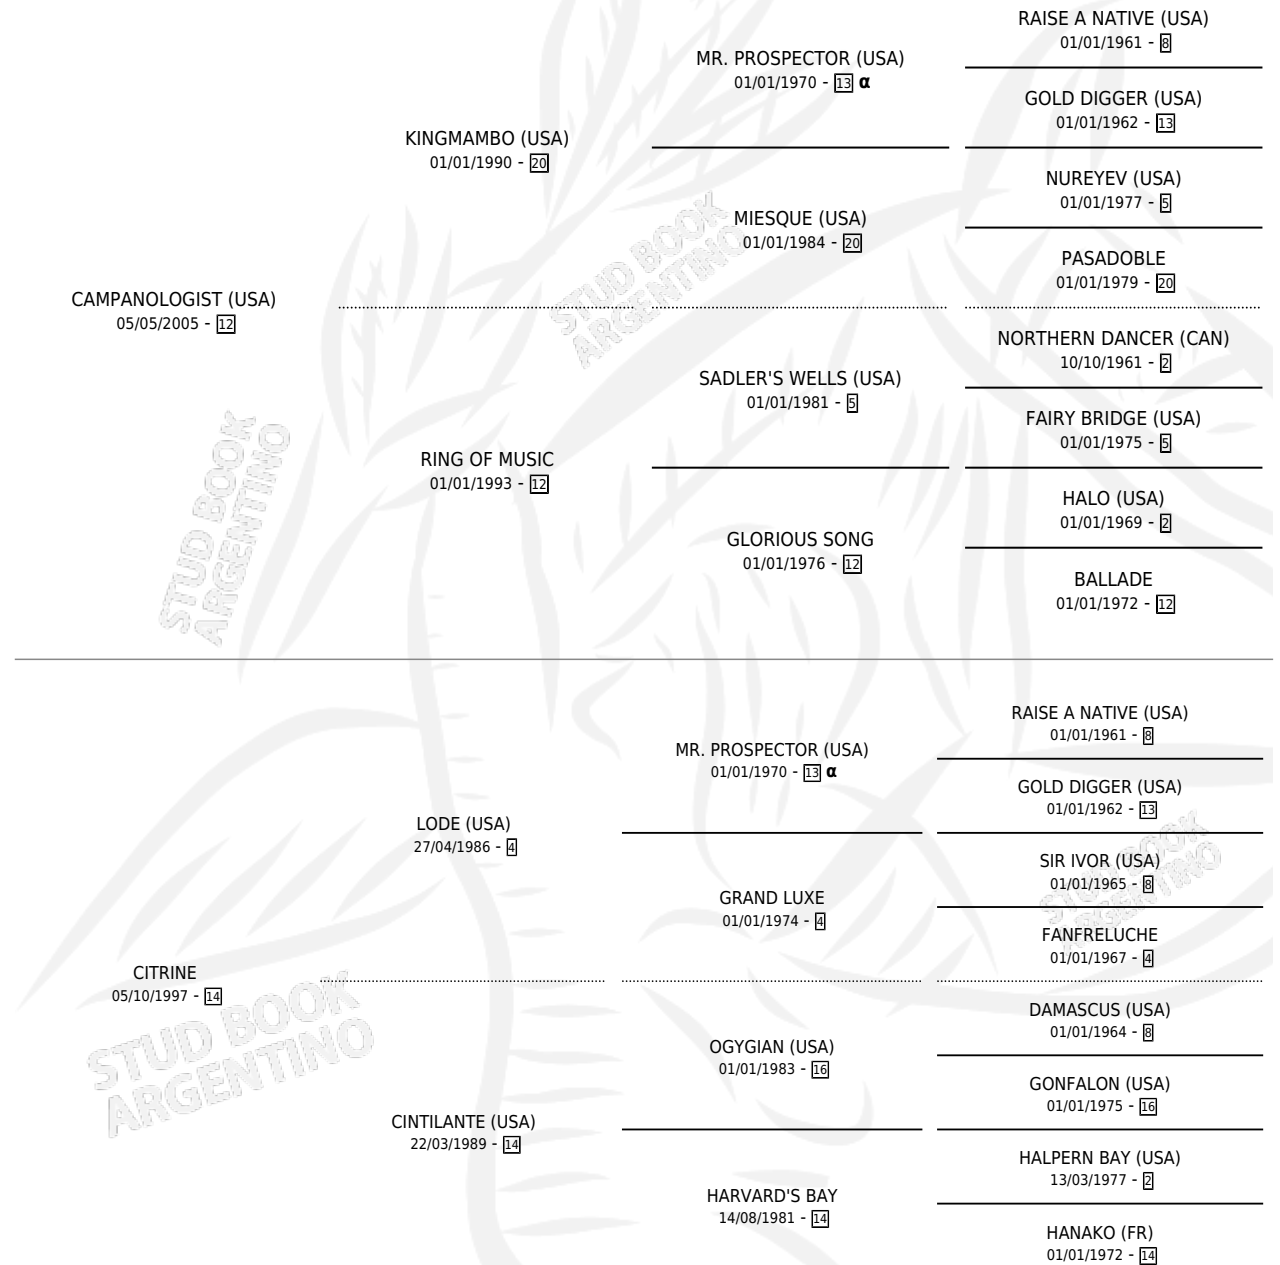 RAISE A NATIVE (USA)
01/01/1961 - 8
MR. PROSPECTOR (USA)
01/01/1970 - 13 α
GOLD DIGGER (USA)
01/01/1962 - 13
KINGMAMBO (USA)
01/01/1990 - 20
NUREYEV (USA)
01/01/1977 - 5
MIESQUE (USA)
01/01/1984 - 20
PASADOBLE
01/01/1979 - 20
STUD BOOK
ARGENTINO
CAMPANOLOGIST (USA)
05/05/2005 - 12
NORTHERN DANCER (CAN)
10/10/1961 - 2
SADLER'S WELLS (USA)
01/01/1981 - 5
FAIRY BRIDGE (USA)
01/01/1975 - 5
RING OF MUSIC
01/01/1993 - 12
HALO (USA)
01/01/1969 - 2
GLORIOUS SONG
01/01/1976 - 12
BALLADE
01/01/1972 - 12
STUD BOOK
ARGENTINO
RAISE A NATIVE (USA)
01/01/1961 - 8
MR. PROSPECTOR (USA)
01/01/1970 - 13 α
GOLD DIGGER (USA)
01/01/1962 - 13
LODE (USA)
27/04/1986 - 4
SIR IVOR (USA)
01/01/1965 - 8
GRAND LUXE
01/01/1974 - 4
FANFRELUCHE
01/01/1967 - 4
STUD BOOK
ARGENTINO
CITRINE
05/10/1997 - 14
STUD BOOK
ARGENTINO
DAMASCUS (USA)
01/01/1964 - 8
OGYGIAN (USA)
01/01/1983 - 16
GONFALON (USA)
01/01/1975 - 16
CINTILANTE (USA)
22/03/1989 - 14
HALPERN BAY (USA)
13/03/1977 - 2
HARVARD'S BAY
14/08/1981 - 14
HANAKO (FR)
01/01/1972 - 14